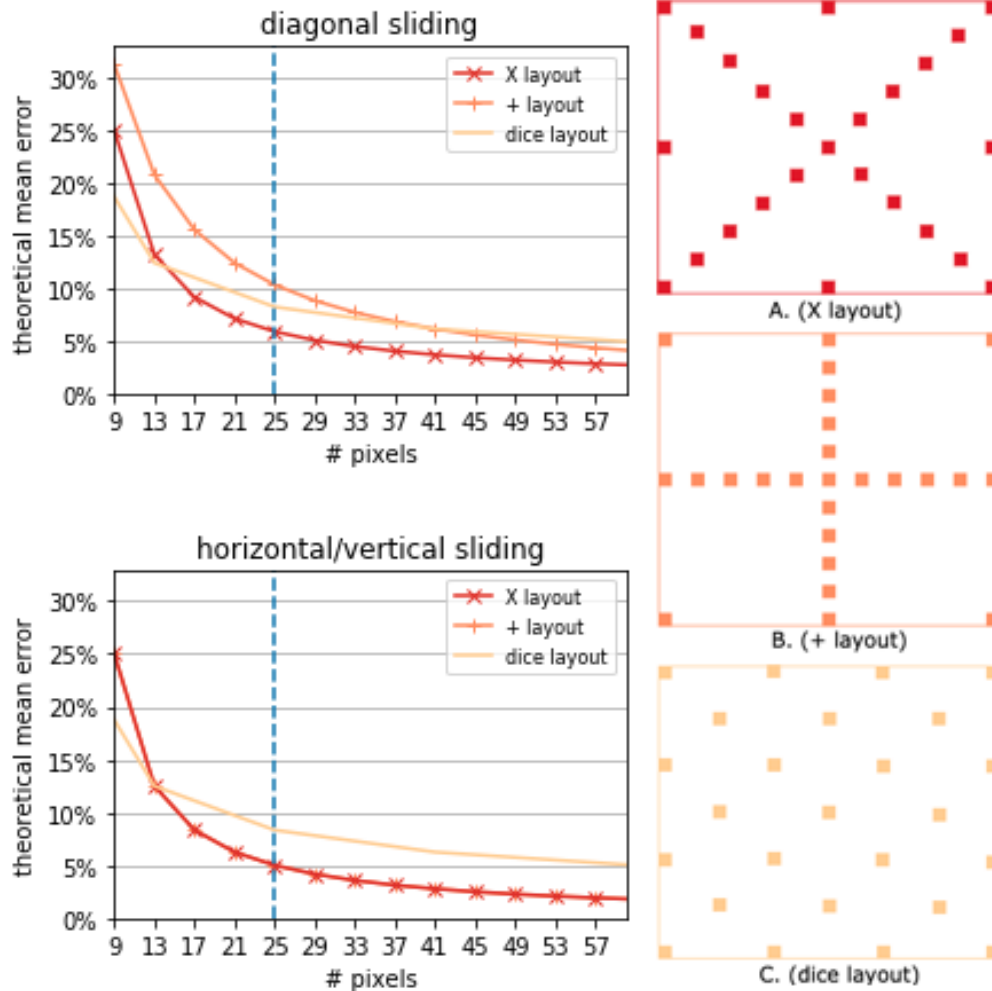 diagonal sliding
theoretical mean error
30%
25%
20%
15%
10%
5%
0%
X layout
+ layout
dice layout
9 13 17 21 25 29 33 37 41 45 49 53 57
# pixels
horizontal/vertical sliding
theoretical mean error
30%
25%
20%
15%
10%
5%
0%
X layout
+ layout
dice layout
9 13 17 21 25 29 33 37 41 45 49 53 57
# pixels
A. (X layout)
B. (+ layout)
C. (dice layout)